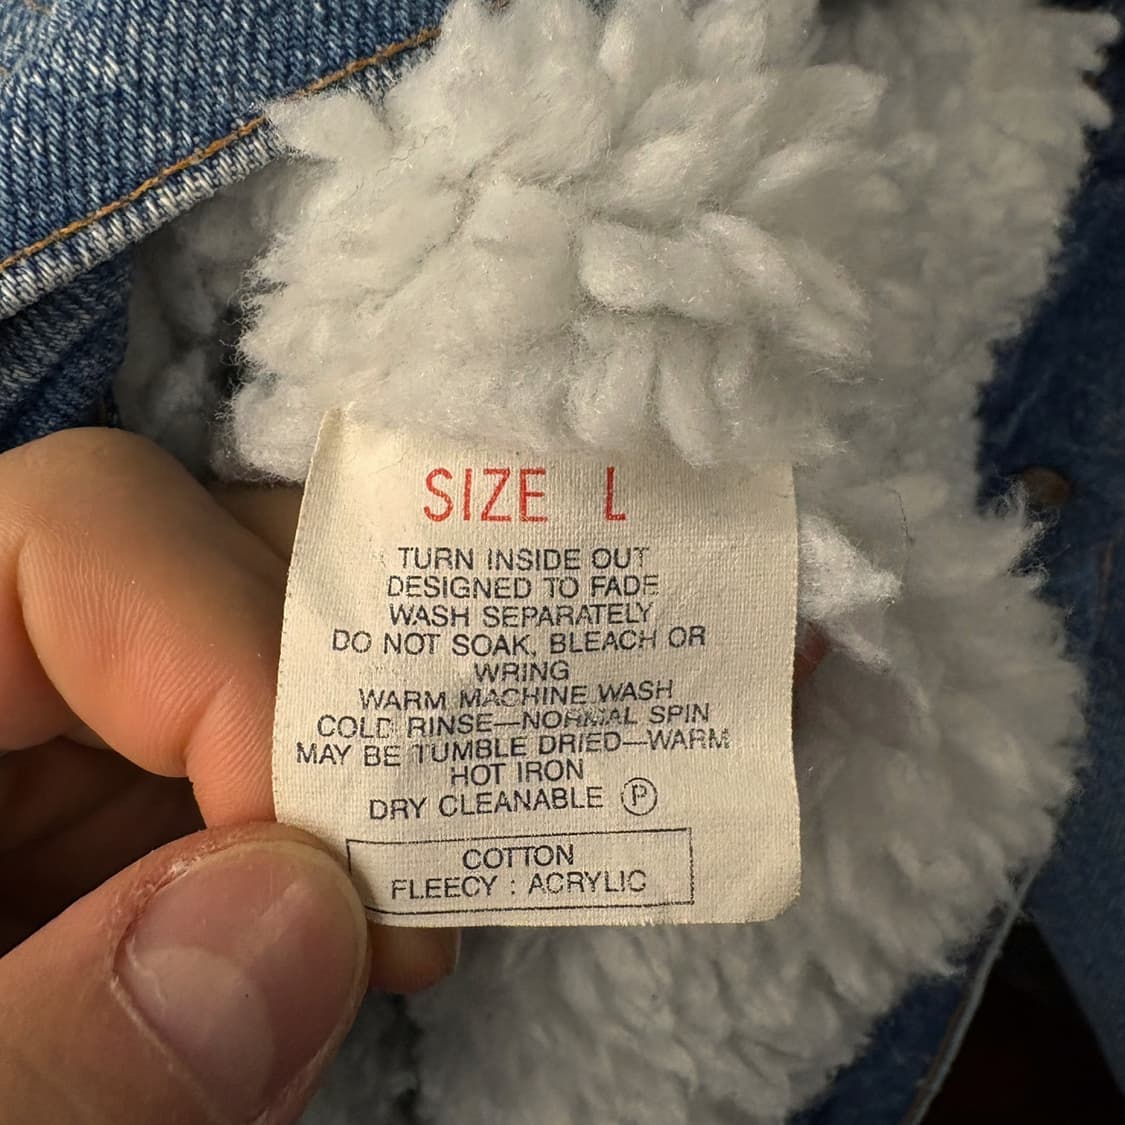 SIZE L
TURN INSIDE OUT
DESIGNED TO FADE
WASH SEPARATELY
DO NOT SOAK, BLEACH OR
WRING
WARM MACHINE WASH
COLD RINSE—NORMAL SPIN
MAY BE TUMBLE DRIED—WARM
HOT IRON
DRY CLEANABLE Ⓟ
COTTON
FLEECY : ACRYLIC